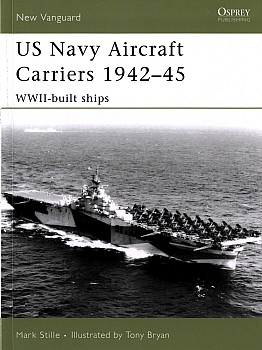 New Vanguard
OSPREY
PUBLISHING
US Navy Aircraft
Carriers 1942–45
WWII-built ships
Mark Stille • Illustrated by Tony Bryan